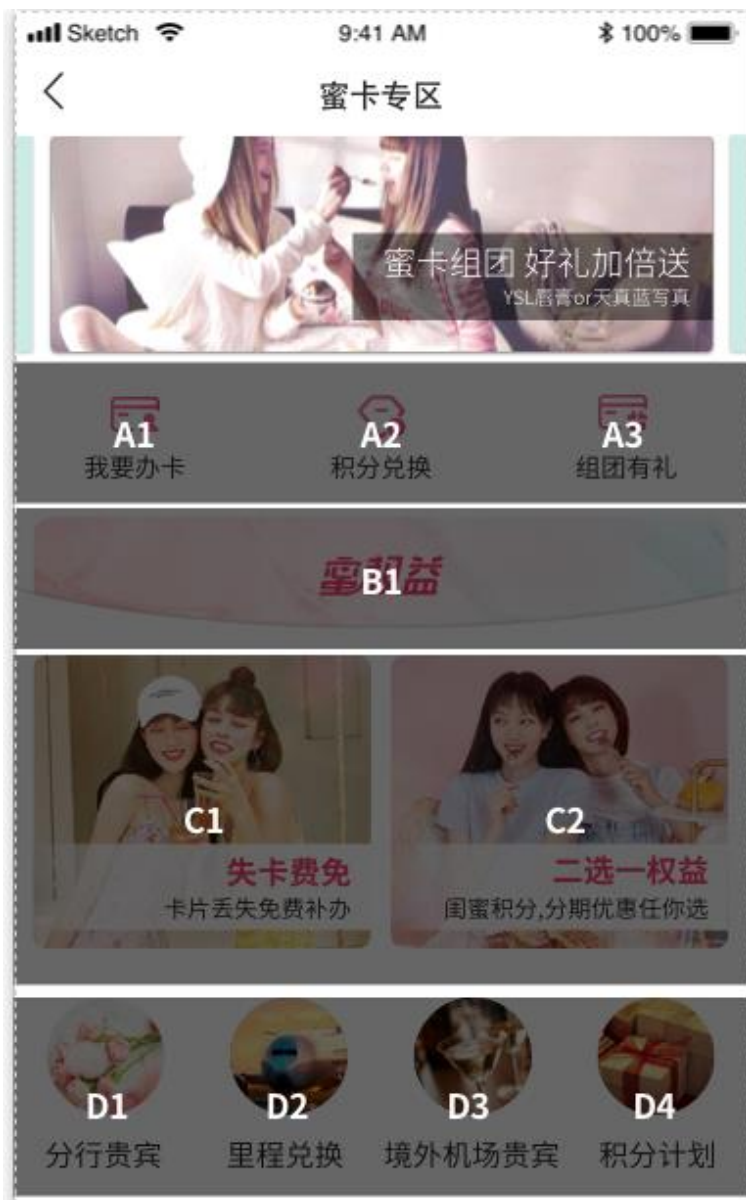 Sketch 9:41 AM 100%
蜜卡专区
蜜卡组团 好礼加倍送
YSL唇膏or天真蓝写真
A1 A2 A3
我要办卡 积分兑换 组团有礼
蜜权益
B1
C1 C2
失卡费免 二选一权益
卡片丢失免费补办 闺蜜积分,分期优惠任你选
D1 D2 D3 D4
分行贵宾 里程兑换 境外机场贵宾 积分计划